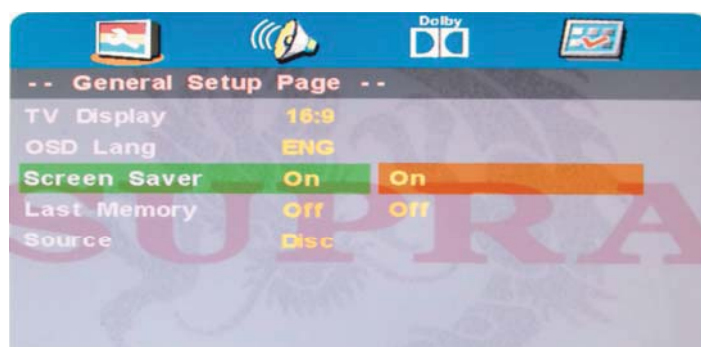 Dolby
-- General Setup Page --
TV Display 16:9
OSD Lang ENG
Screen Saver On On
Last Memory Off Off
Source Disc
SUPRA